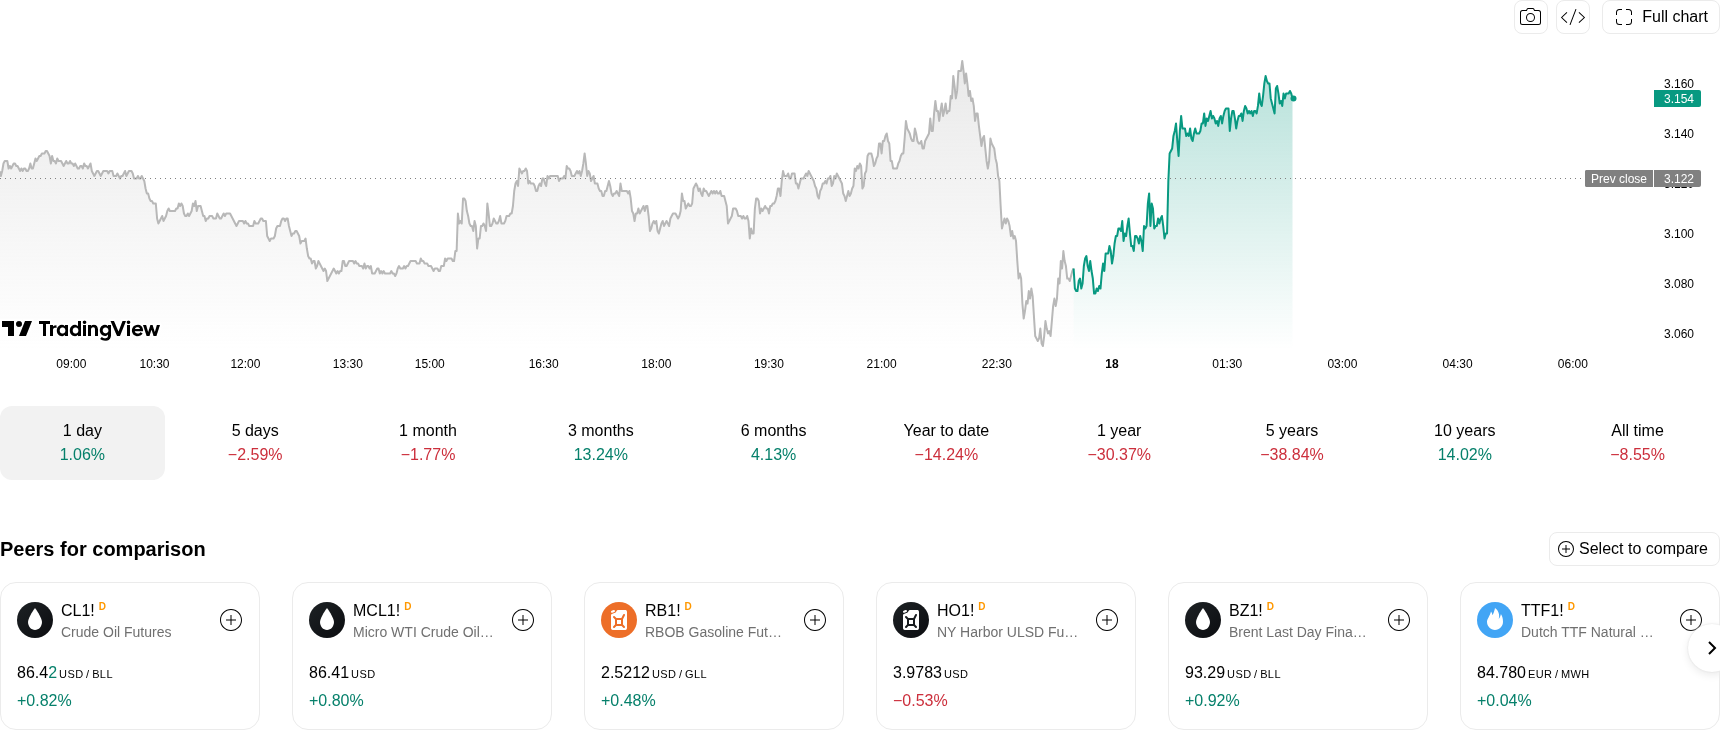 Full chart
3.160
3.154
3.140
Prev close 3.122
3.100
3.080
3.060
TradingView
09:00 10:30 12:00 13:30 15:00 16:30 18:00 19:30 21:00 22:30 18 01:30 03:00 04:30 06:00
1 day 5 days 1 month 3 months 6 months Year to date 1 year 5 years 10 years All time
1.06% −2.59% −1.77% 13.24% 4.13% −14.24% −30.37% −38.84% 14.02% −8.55%
Peers for comparison
Select to compare
CL1! D
Crude Oil Futures
86.42 USD / BLL
+0.82%
MCL1! D
Micro WTI Crude Oil…
86.41 USD
+0.80%
RB1! D
RBOB Gasoline Fut…
2.5212 USD / GLL
+0.48%
HO1! D
NY Harbor ULSD Fu…
3.9783 USD
−0.53%
BZ1! D
Brent Last Day Fina…
93.29 USD / BLL
+0.92%
TTF1! D
Dutch TTF Natural …
84.780 EUR / MWH
+0.04%